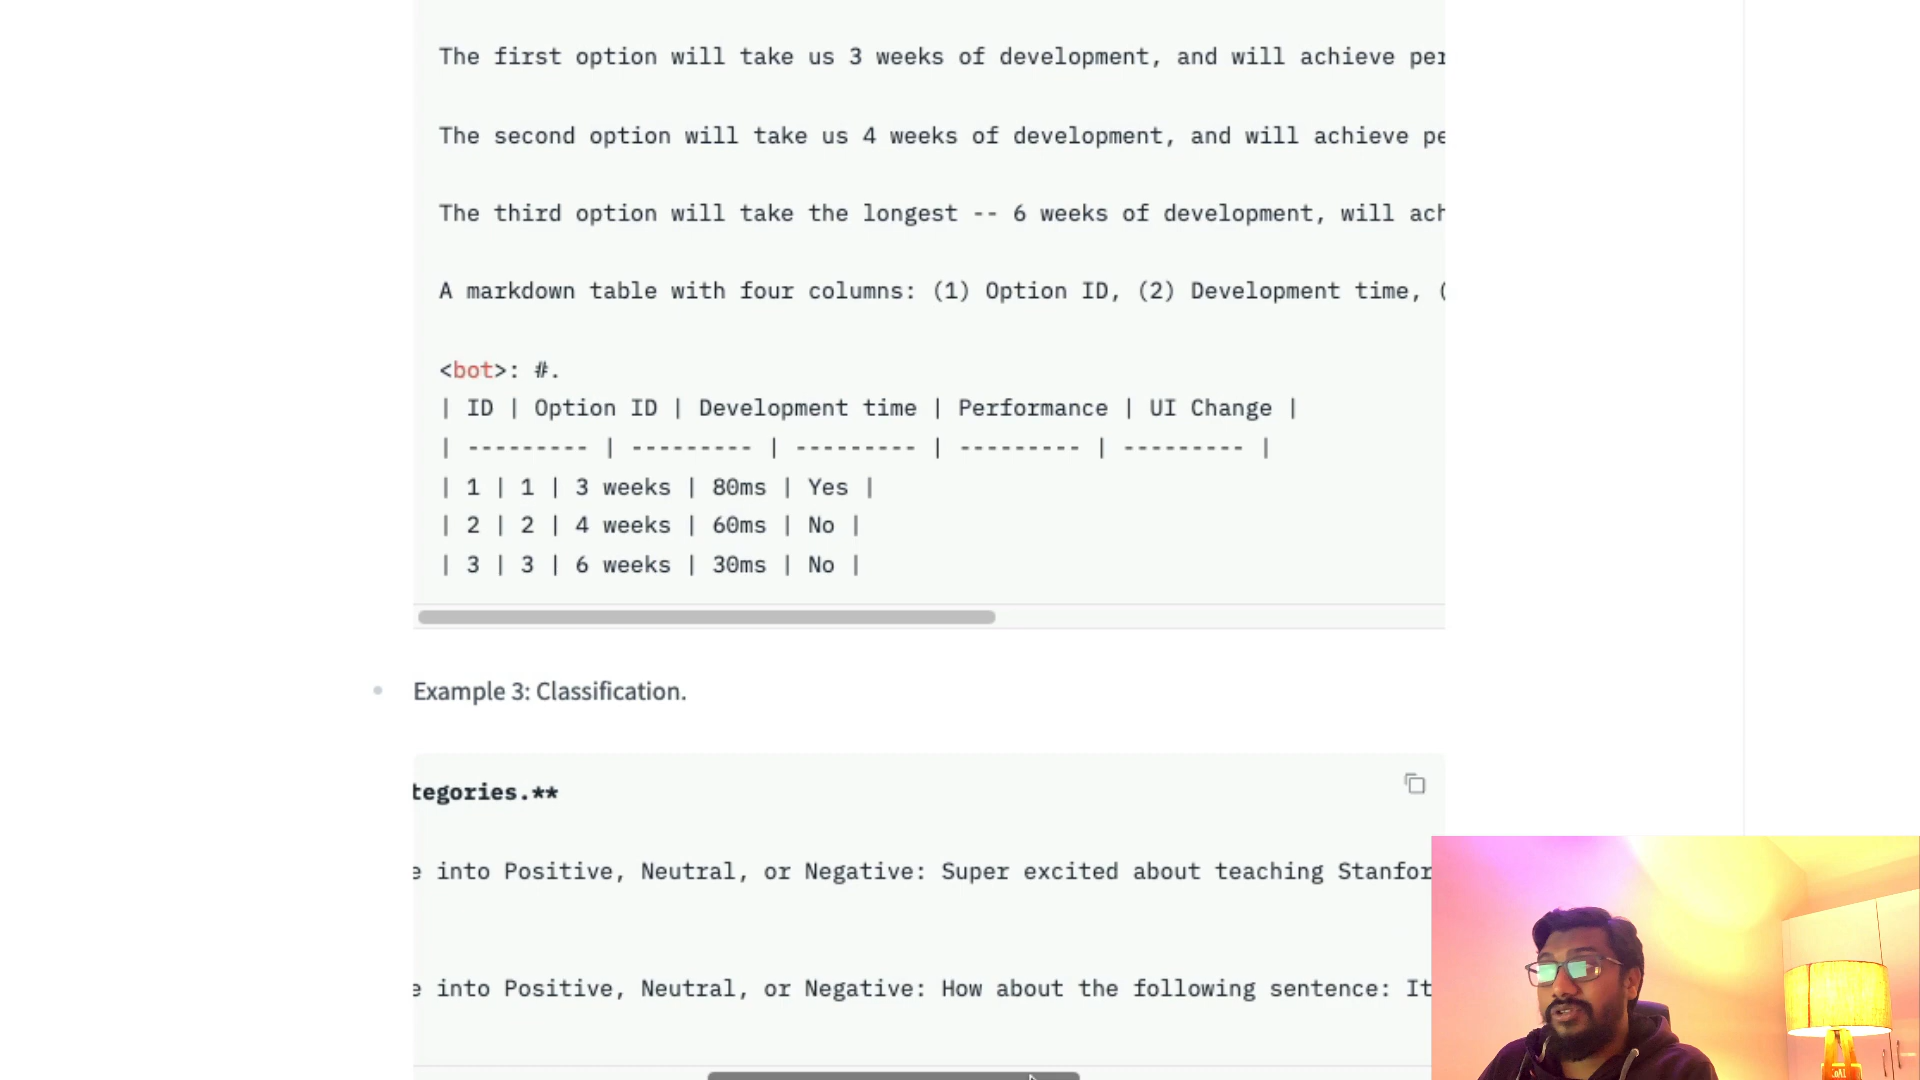 The first option will take us 3 weeks of development, and will achieve per
The second option will take us 4 weeks of development, and will achieve pe
The third option will take the longest -- 6 weeks of development, will ach
A markdown table with four columns: (1) Option ID, (2) Development time, (
<bot>: #.
| ID | Option ID | Development time | Performance | UI Change |
| --------- | --------- | --------- | --------- | --------- |
| 1 | 1 | 3 weeks | 80ms | Yes |
| 2 | 2 | 4 weeks | 60ms | No |
| 3 | 3 | 6 weeks | 30ms | No |
Example 3: Classification.
tegories.**
e into Positive, Neutral, or Negative: Super excited about teaching Stanfor
e into Positive, Neutral, or Negative: How about the following sentence: It